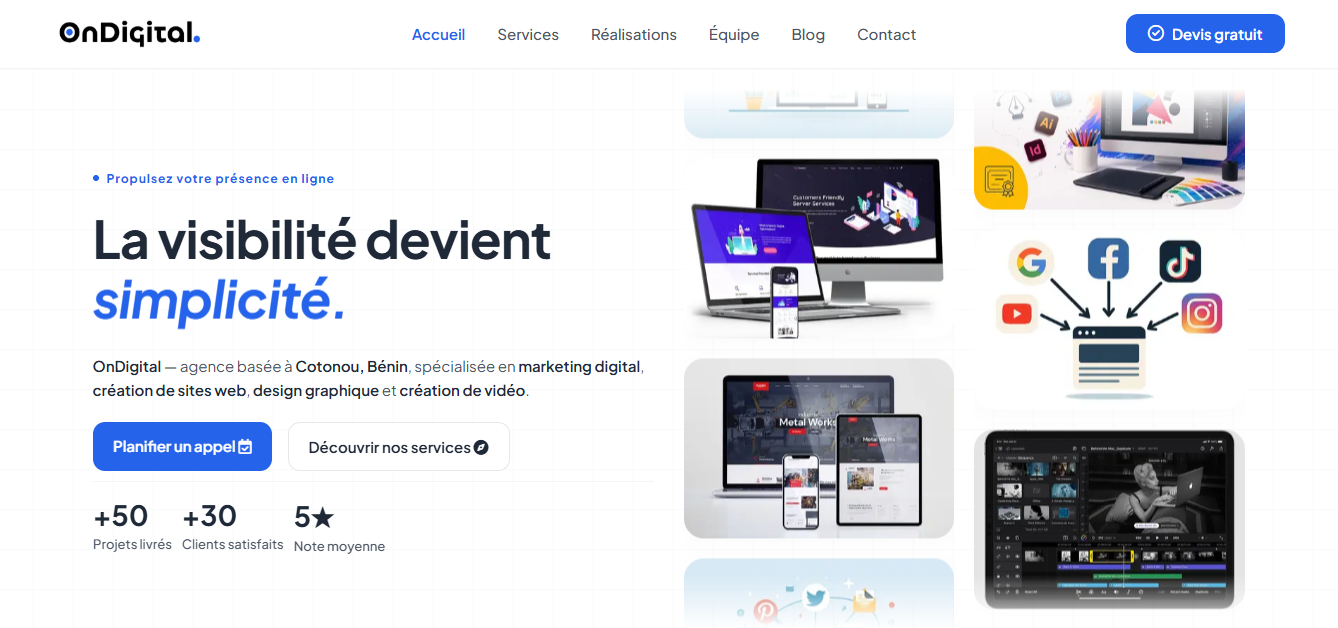 OnDigital.
Accueil
Services
Réalisations
Équipe
Blog
Contact
Devis gratuit
Propulsez votre présence en ligne
La visibilité devient
simplicité.
OnDigital — agence basée à Cotonou, Bénin, spécialisée en marketing digital,
création de sites web, design graphique et création de vidéo.
Planifier un appel
Découvrir nos services
+50
Projets livrés
+30
Clients satisfaits
5★
Note moyenne
Customers Friendly
Server Services
Metal Works
Metal Works
Ai
Id